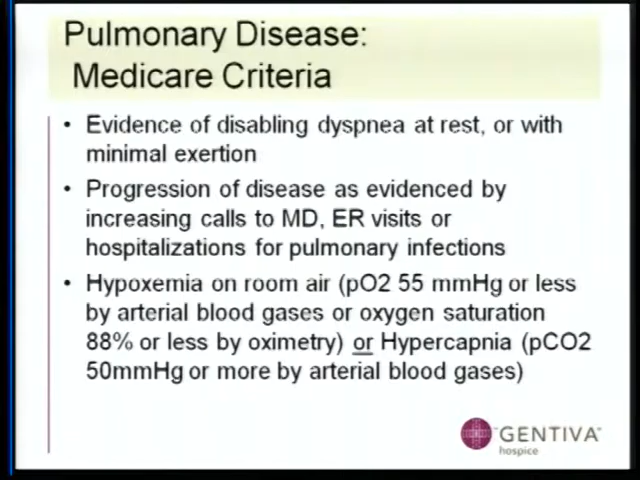 Pulmonary Disease:
Medicare Criteria
• Evidence of disabling dyspnea at rest, or with
minimal exertion
• Progression of disease as evidenced by
increasing calls to MD, ER visits or
hospitalizations for pulmonary infections
• Hypoxemia on room air (pO2 55 mmHg or less
by arterial blood gases or oxygen saturation
88% or less by oximetry) or Hypercapnia (pCO2
50mmHg or more by arterial blood gases)
GENTIVA
hospice